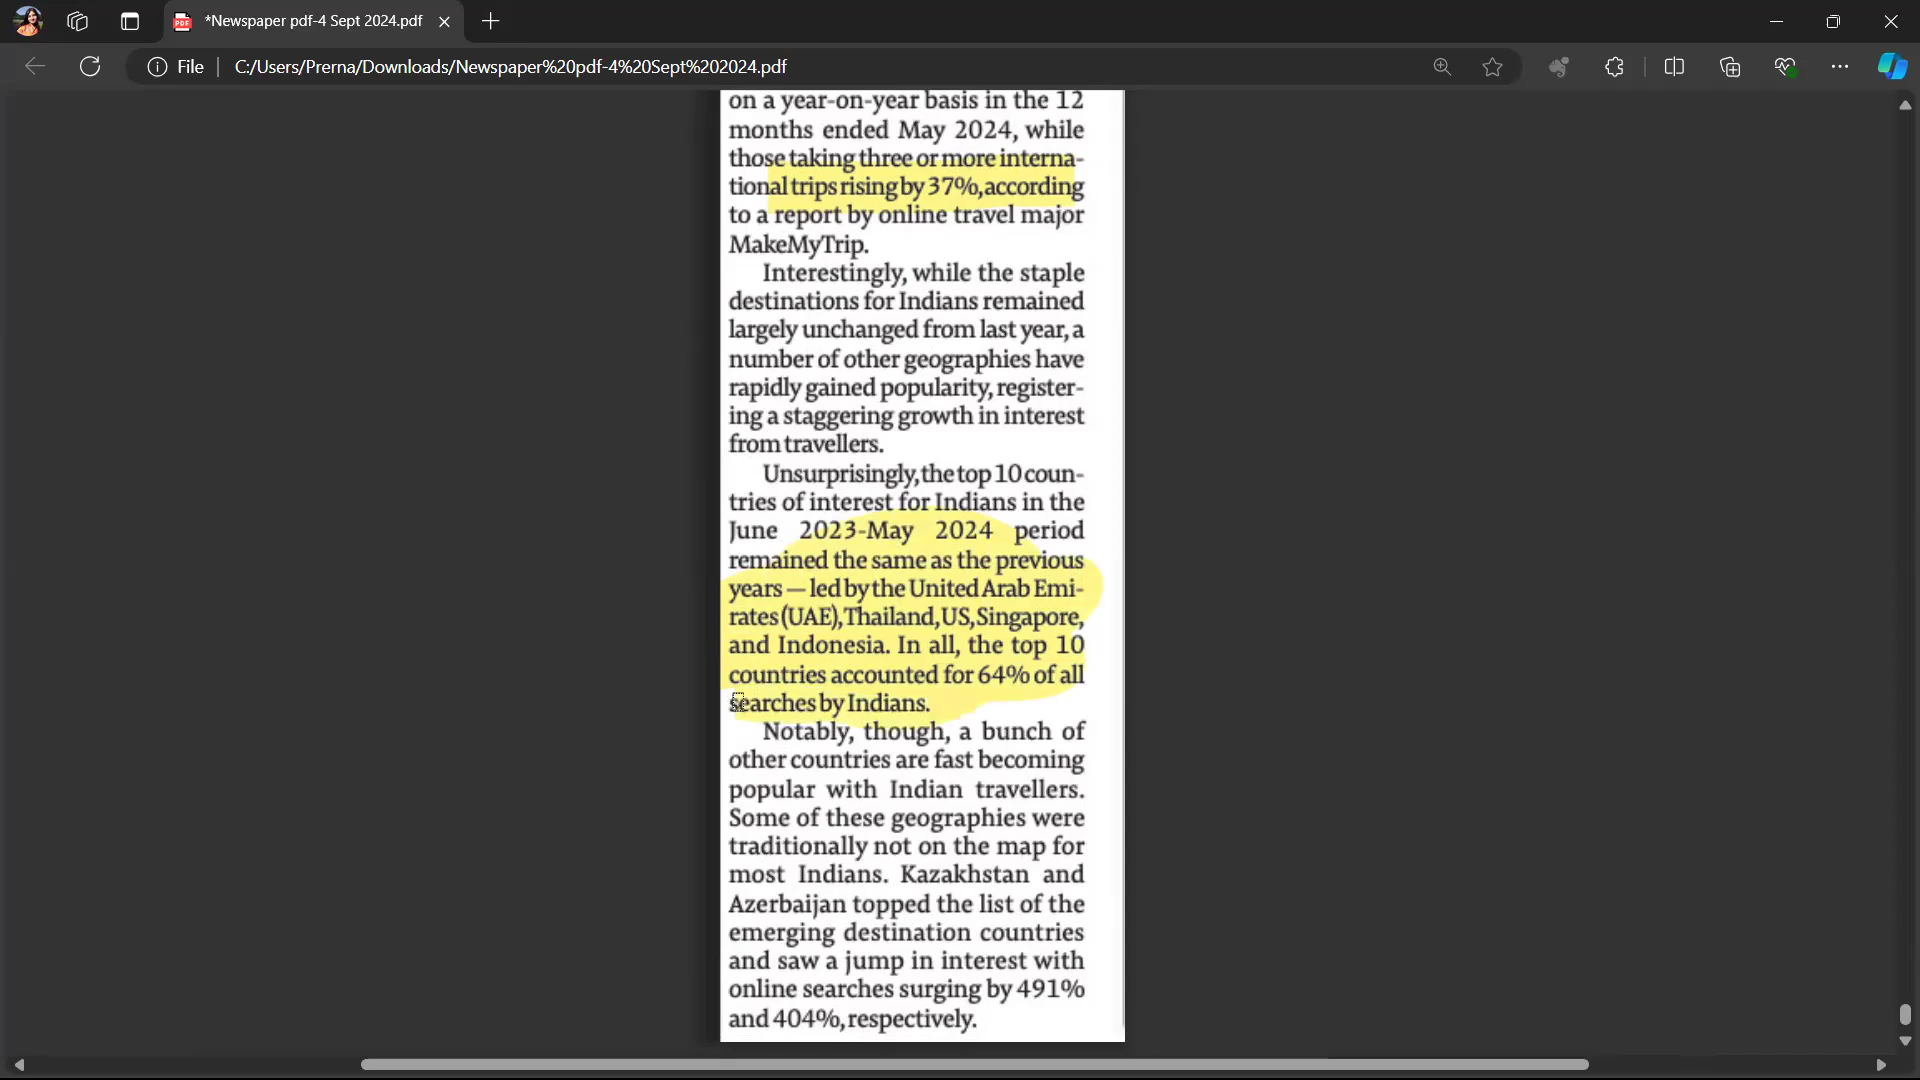 *Newspaper pdf-4 Sept 2024.pdf
File
C:/Users/Prerna/Downloads/Newspaper%20pdf-4%20Sept%202024.pdf
on a year-on-year basis in the 12
months ended May 2024, while
those taking three or more interna-
tional trips rising by 37%, according
to a report by online travel major
MakeMyTrip.
Interestingly, while the staple
destinations for Indians remained
largely unchanged from last year, a
number of other geographies have
rapidly gained popularity, register-
ing a staggering growth in interest
from travellers.
Unsurprisingly, the top 10 coun-
tries of interest for Indians in the
June 2023-May 2024 period
remained the same as the previous
years — led by the United Arab Emi-
rates (UAE), Thailand, US, Singapore,
and Indonesia. In all, the top 10
countries accounted for 64% of all
searches by Indians.
Notably, though, a bunch of
other countries are fast becoming
popular with Indian travellers.
Some of these geographies were
traditionally not on the map for
most Indians. Kazakhstan and
Azerbaijan topped the list of the
emerging destination countries
and saw a jump in interest with
online searches surging by 491%
and 404%, respectively.